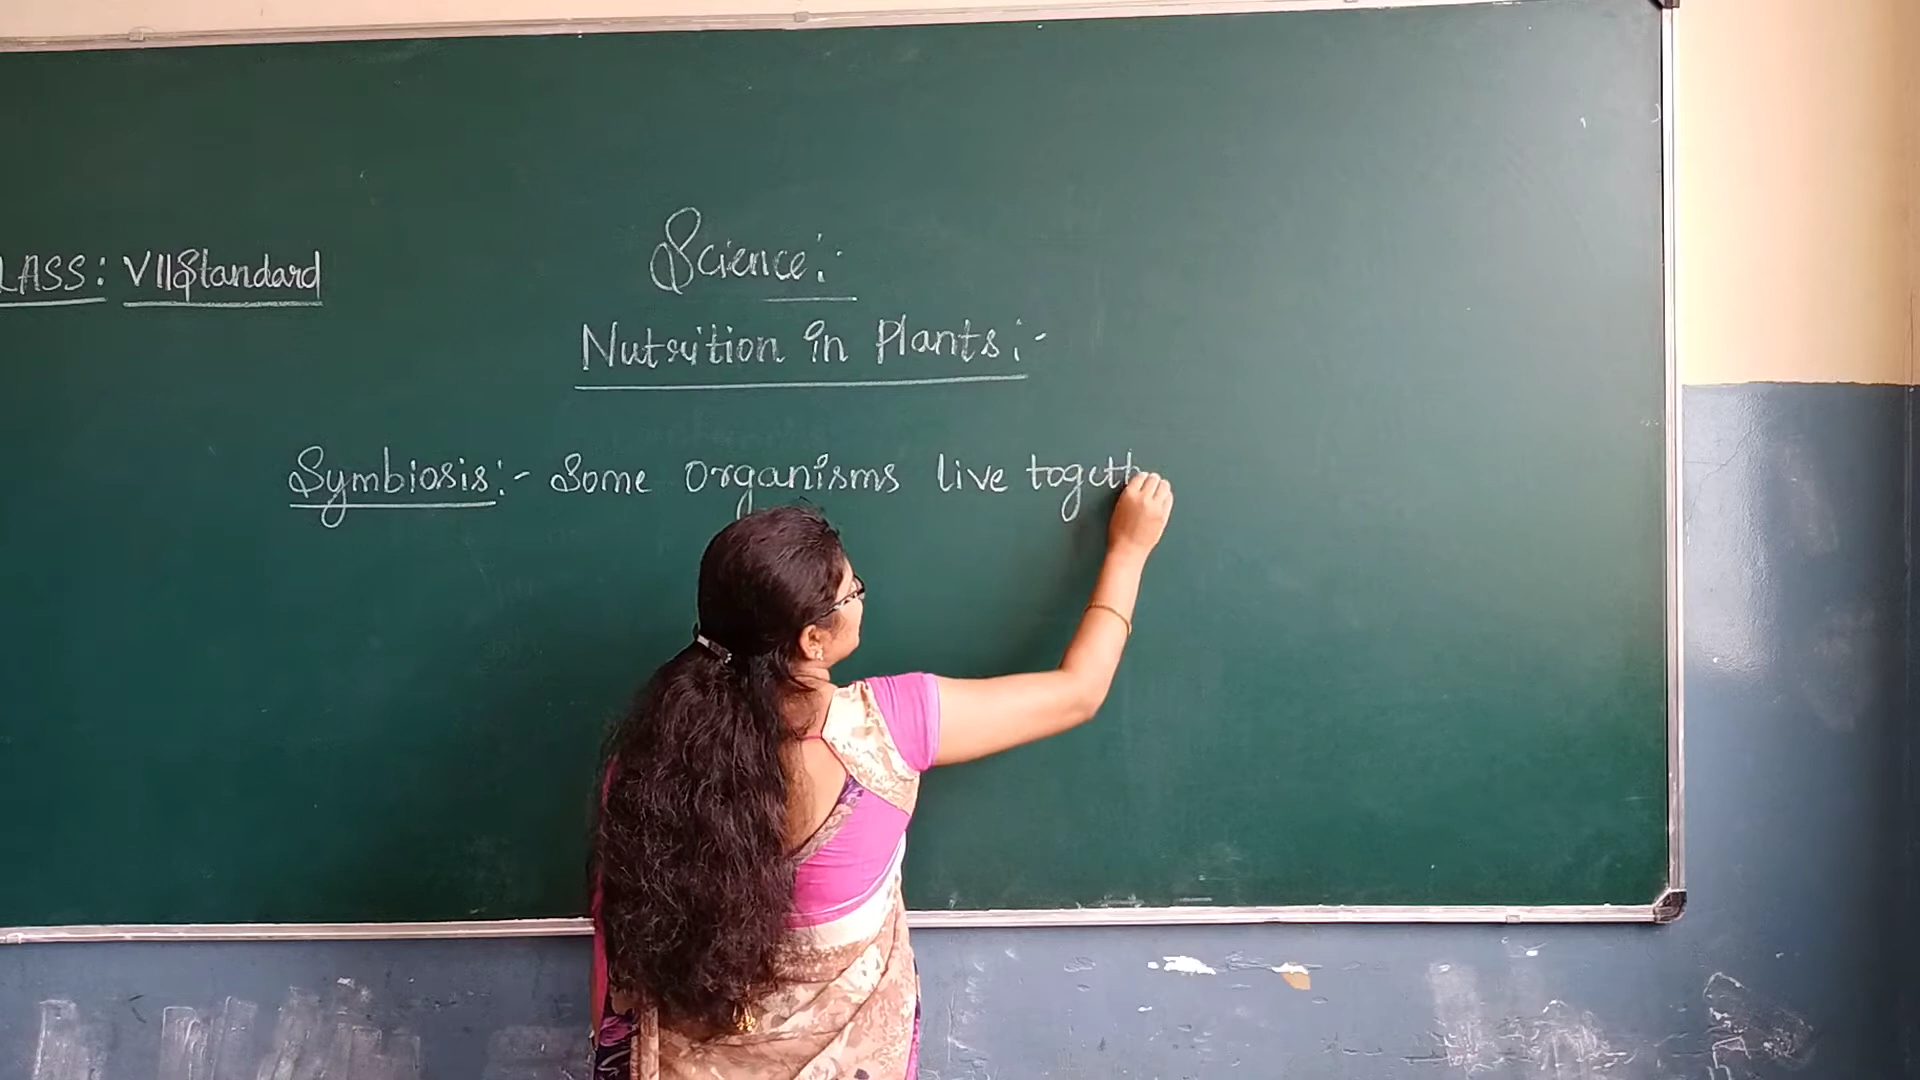 LASS: VII Standard
Science:-
Nutrition in Plants:-
Symbiosis:- Some organisms live togeth